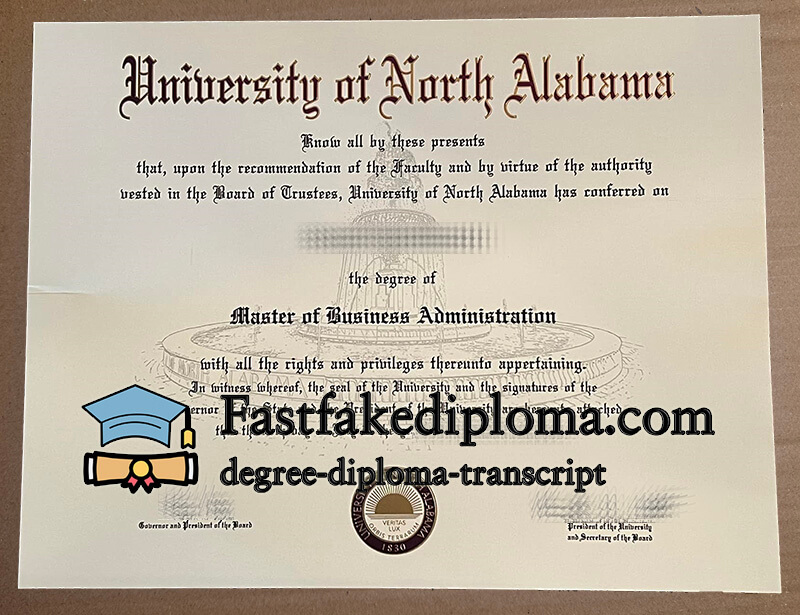 University of North Alabama
Know all by these presents
that, upon the recommendation of the Faculty and by virtue of the authority
vested in the Board of Trustees, University of North Alabama has conferred on
the degree of
Master of Business Administration
with all the rights and privileges thereunto appertaining.
In witness whereof, the seal of the University and the signatures of the
Fastfakediploma.com
degree-diploma-transcript
UNIVERSITY ALABAMA
VERITAS
LUX
ORBIS TERRARUM
1830
Governor and President of the Board
President of the University
and Secretary of the Board